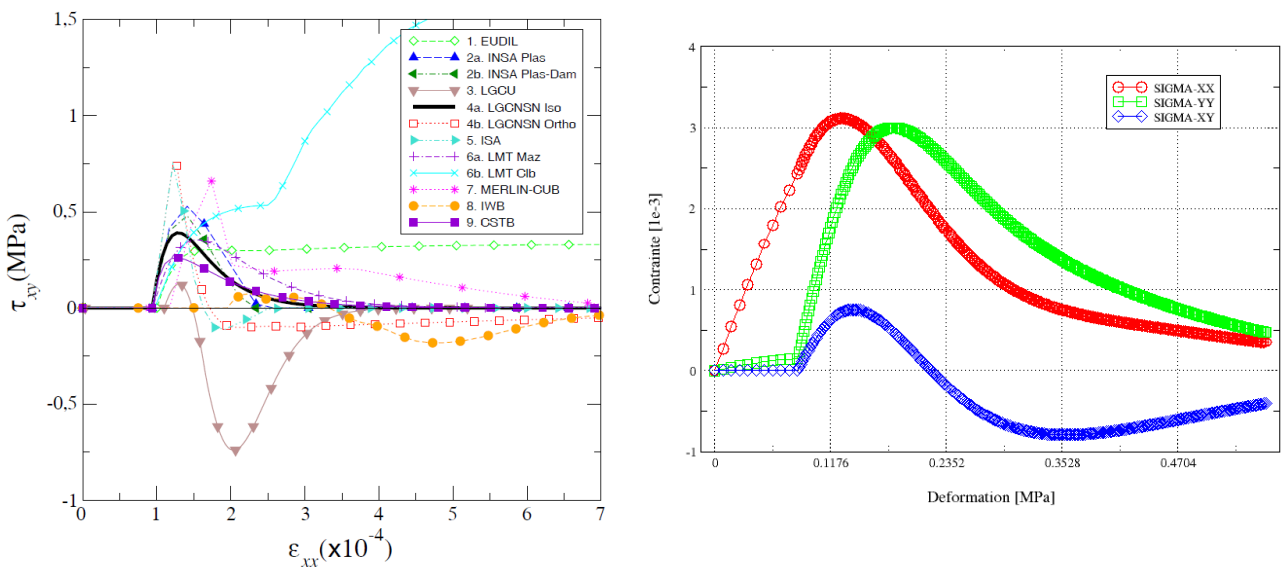 1,5
1
0,5
0
-0,5
-1
τxy(MPa)
0 1 2 3 4 5 6 7
εxx(x10-4)
1. EUDIL
2a. INSA Plas
2b. INSA Plas-Dam
3. LGCU
4a. LGCNSN Iso
4b. LGCNSN Ortho
5. ISA
6a. LMT Maz
6b. LMT Clb
7. MERLIN-CUB
8. IWB
9. CSTB
4
3
2
1
0
-1
Contrainte [1e-3]
0 0.1176 0.2352 0.3528 0.4704
Deformation [MPa]
SIGMA-XX
SIGMA-YY
SIGMA-XY